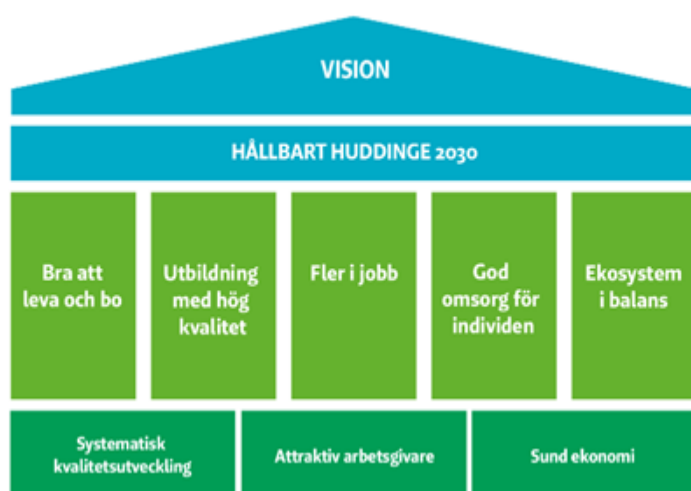 VISION
HÅLLBART HUDDINGE 2030
Bra att
leva och bo
Utbildning
med hög
kvalitet
Fler i jobb
God
omsorg för
individen
Ekosystem
i balans
Systematisk
kvalitetsutveckling
Attraktiv arbetsgivare
Sund ekonomi